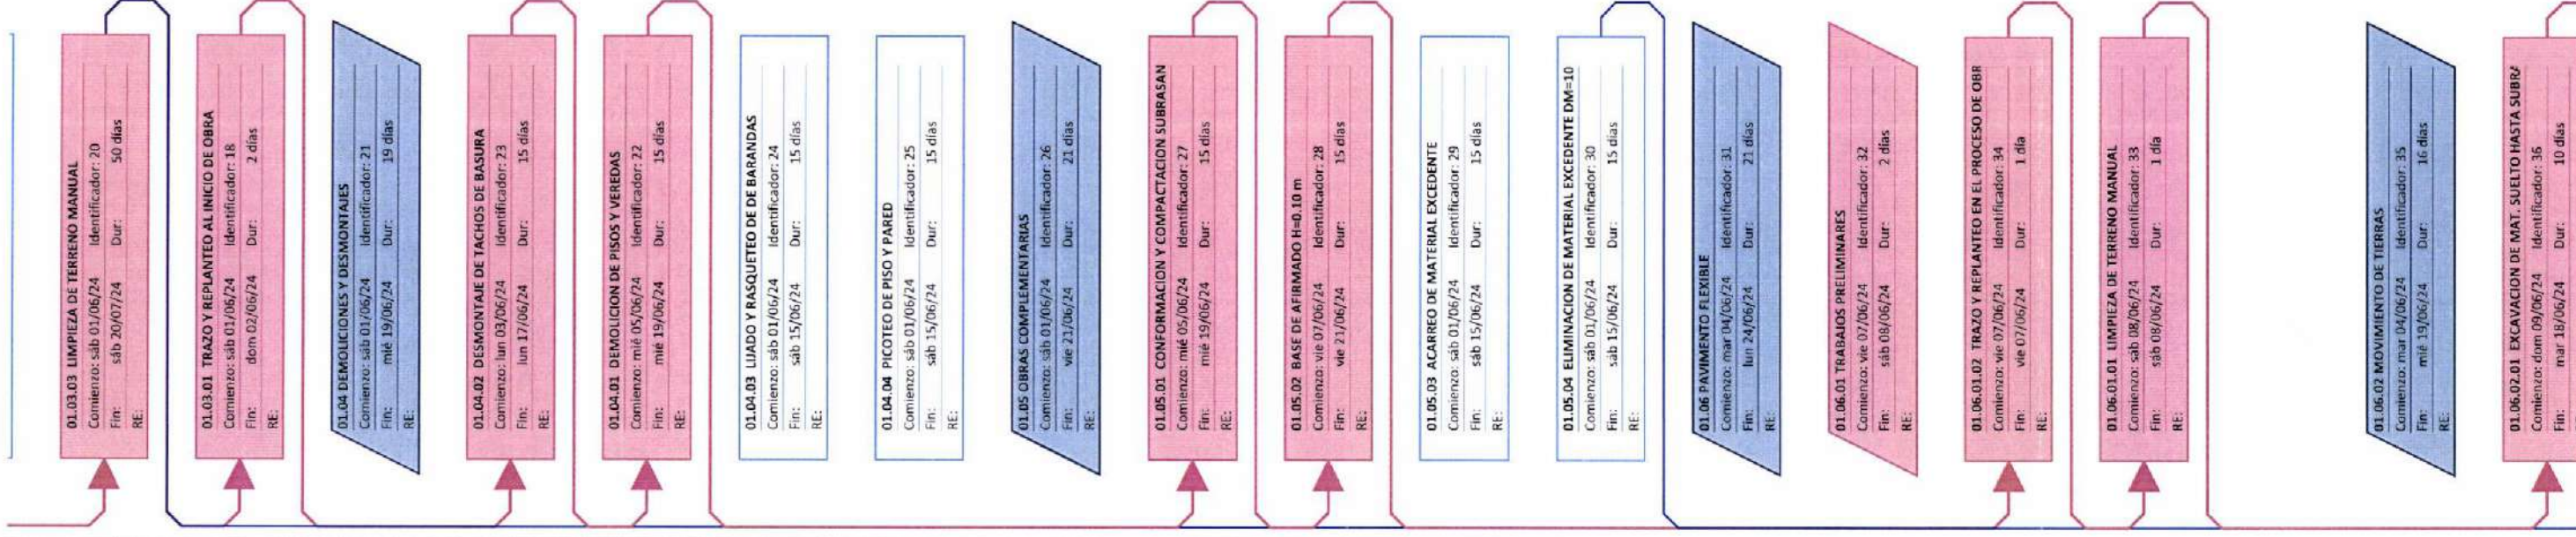 01.03.03 LIMPIEZA DE TERRENO MANUAL
Comienzo: sáb 01/06/24 Identificador: 20
Fin: sáb 20/07/24 Dur: 50 días
RE:
01.03.01 TRAZO Y REPLANTEO AL INICIO DE OBRA
Comienzo: sáb 01/06/24 Identificador: 18
Fin: dom 02/06/24 Dur: 2 días
RE:
01.04 DEMOLICIONES Y DESMONTAJES
Comienzo: sáb 01/06/24 Identificador: 21
Fin: mié 19/06/24 Dur: 19 días
RE:
01.04.02 DESMONTAJE DE TACHOS DE BASURA
Comienzo: lun 03/06/24 Identificador: 23
Fin: lun 17/06/24 Dur: 15 días
RE:
01.04.01 DEMOLICION DE PISOS Y VEREDAS
Comienzo: mié 05/06/24 Identificador: 22
Fin: mié 19/06/24 Dur: 15 días
RE:
01.04.03 LIJADO Y RASQUETEO DE DE BARANDAS
Comienzo: sáb 01/06/24 Identificador: 24
Fin: sáb 15/06/24 Dur: 15 días
RE:
01.04.04 PICOTEO DE PISO Y PARED
Comienzo: sáb 01/06/24 Identificador: 25
Fin: sáb 15/06/24 Dur: 15 días
RE:
01.05 OBRAS COMPLEMENTARIAS
Comienzo: sáb 01/06/24 Identificador: 26
Fin: vie 21/06/24 Dur: 21 días
RE:
01.05.01 CONFORMACION Y COMPACTACION SUBRASAN
Comienzo: mié 05/06/24 Identificador: 27
Fin: mié 19/06/24 Dur: 15 días
RE:
01.05.02 BASE DE AFIRMADO H=0.10 m
Comienzo: vie 07/06/24 Identificador: 28
Fin: vie 21/06/24 Dur: 15 días
RE:
01.05.03 ACARREO DE MATERIAL EXCEDENTE
Comienzo: sáb 01/06/24 Identificador: 29
Fin: sáb 15/06/24 Dur: 15 días
RE:
01.05.04 ELIMINACION DE MATERIAL EXCEDENTE DM=10
Comienzo: sáb 01/06/24 Identificador: 30
Fin: sáb 15/06/24 Dur: 15 días
RE:
01.06 PAVIMENTO FLEXIBLE
Comienzo: mar 04/06/24 Identificador: 31
Fin: lun 24/06/24 Dur: 21 días
RE:
01.06.01 TRABAJOS PRELIMINARES
Comienzo: vie 07/06/24 Identificador: 32
Fin: sáb 08/06/24 Dur: 2 días
RE:
01.06.01.02 TRAZO Y REPLANTEO EN EL PROCESO DE OBR
Comienzo: vie 07/06/24 Identificador: 34
Fin: vie 07/06/24 Dur: 1 día
RE:
01.06.01.01 LIMPIEZA DE TERRENO MANUAL
Comienzo: sáb 08/06/24 Identificador: 33
Fin: sáb 08/06/24 Dur: 1 día
RE:
01.06.02 MOVIMIENTO DE TIERRAS
Comienzo: mar 04/06/24 Identificador: 35
Fin: mié 19/06/24 Dur: 16 días
RE:
01.06.02.01 EXCAVACION DE MAT. SUELTO HASTA SUBRA
Comienzo: dom 09/06/24 Identificador: 36
Fin: mar 18/06/24 Dur: 10 días